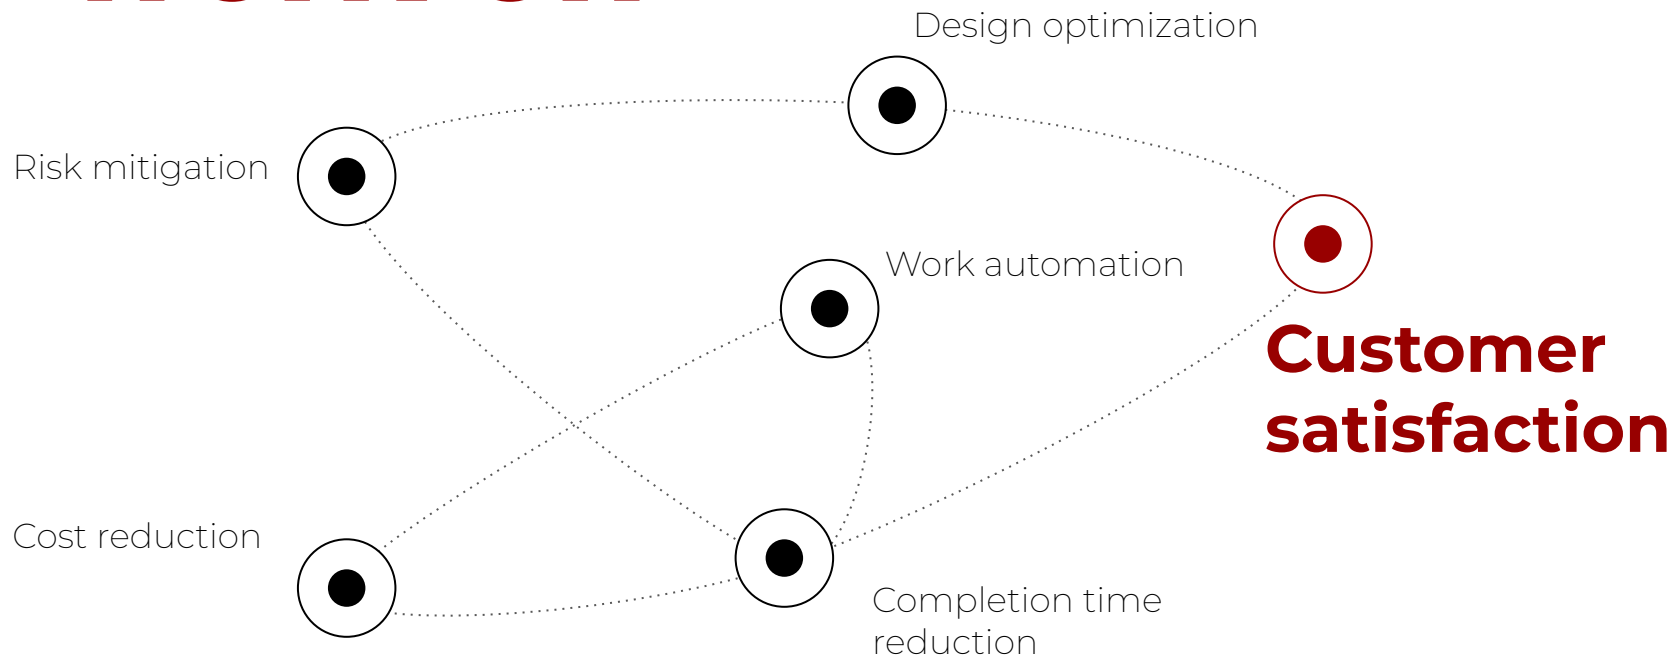 Design optimization
Risk mitigation
Work automation
Customer
satisfaction
Cost reduction
Completion time
reduction